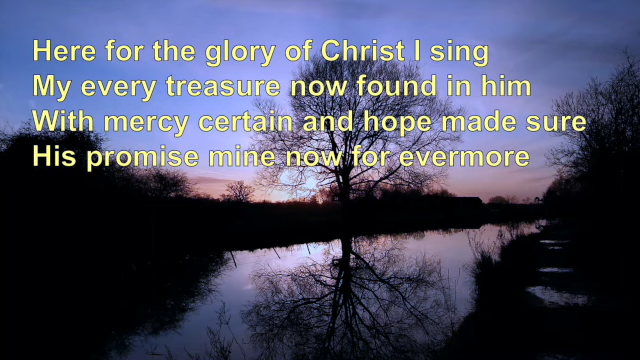 Here for the glory of Christ I sing
My every treasure now found in him
With mercy certain and hope made sure
His promise mine now for evermore